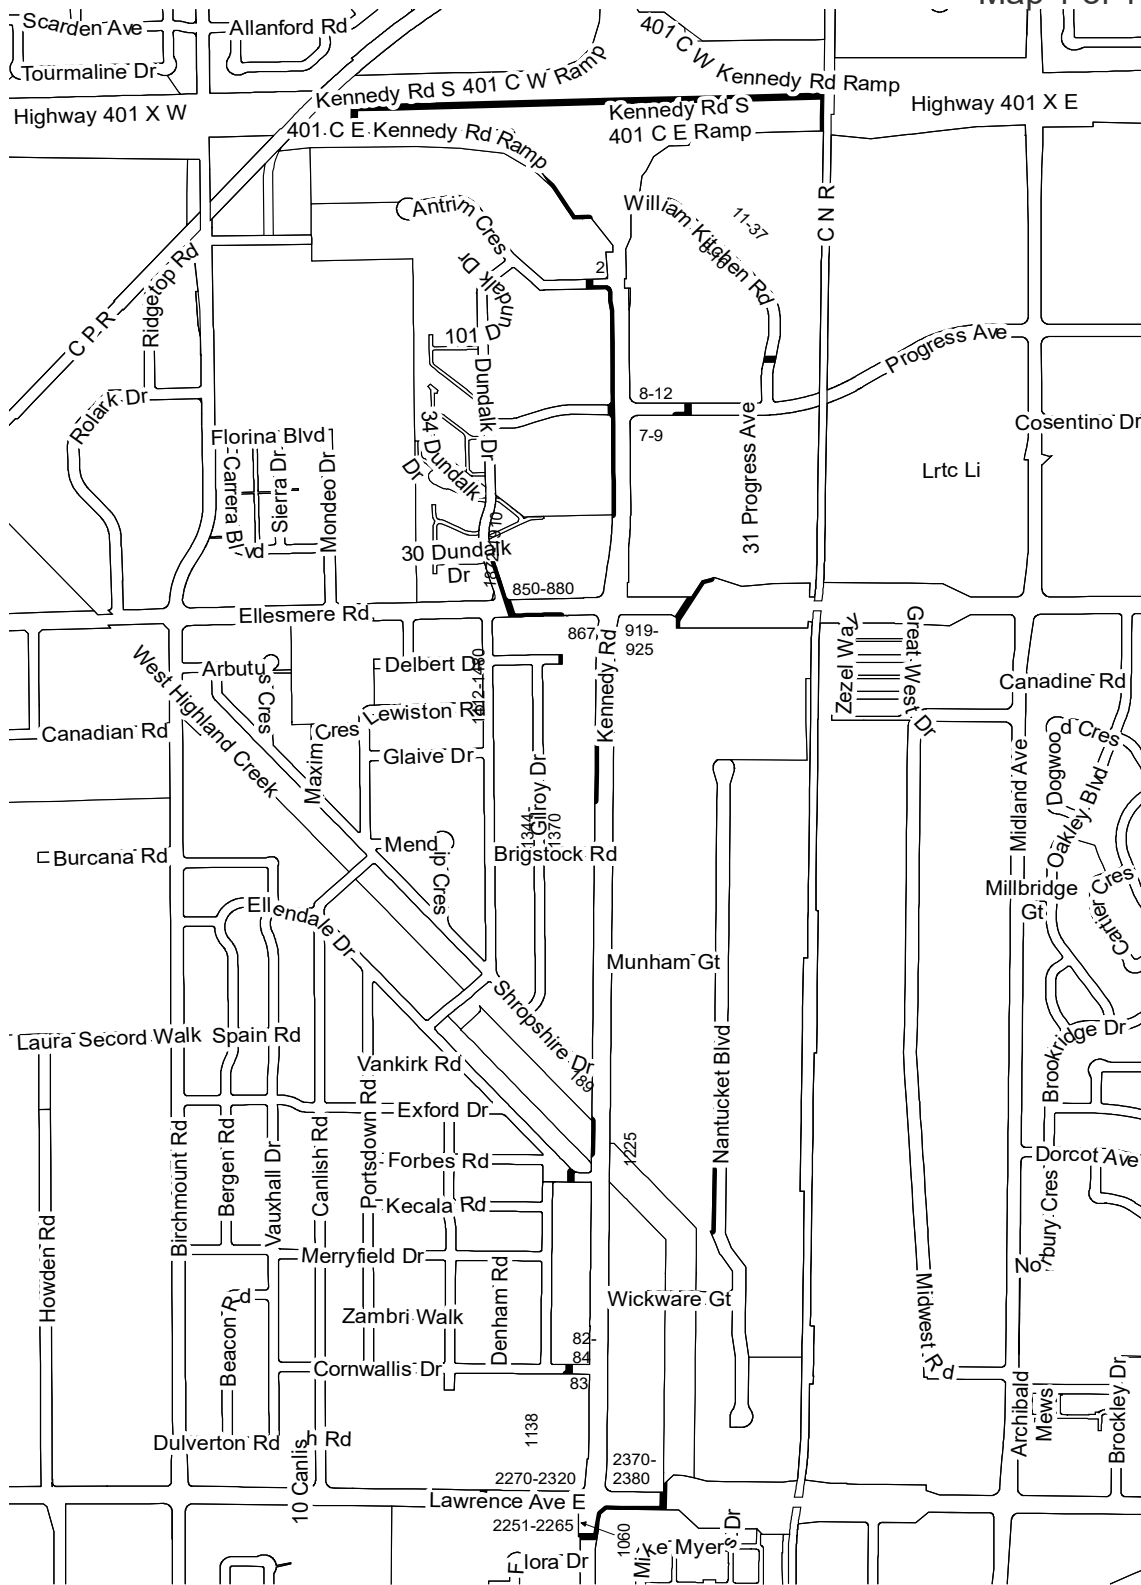 Scarden Ave
Allanford Rd
Tourmaline Dr
401 C W Kennedy Rd Ramp
Kennedy Rd S 401 C W Ramp
Highway 401 X W
Highway 401 X E
Kennedy Rd S
401 C E Ramp
401 C E Kennedy Rd Ramp
Antrim Cres
William Kitchen Rd
11-37
C N R
Ridgetop Rd
C P R
2
Dundalk Dr
101 D
Progress Ave
Rolark Dr
8-12
7-9
Florina Blvd
Dundalk Dr
34 Dundalk
Dr
Cosentino Dr
Carrera Blvd
Sierra Dr
Mondeo Dr
31 Progress Ave
Lrtc Li
30 Dundalk
Dr
850-880
Ellesmere Rd
867
919-
925
Kennedy Rd
Zezel Way
Great West Dr
West Highland Creek
Arbutus Cres
Delbert Dr
Canadine Rd
Lewiston Rd
Canadian Rd
Maxim Cres
Glaive Dr
Gilroy Dr
1344-
1370
Midland Ave
Dogwood Cres
Oakley Blvd
Burcana Rd
Mendip Cres
Brigstock Rd
Millbridge
Gt
Cartier Cres
Ellendale Dr
Munham Gt
Shropshire Dr
189
Laura Secord Walk
Spain Rd
Nantucket Blvd
Brookridge Dr
Vankirk Rd
Exford Dr
Birchmount Rd
Bergen Rd
Vauxhall Dr
Canlish Rd
Portsdown Rd
Forbes Rd
1225
Dorcot Ave
Kecala Rd
Howden Rd
Norbury Cres
Merryfield Dr
Denham Rd
Wickware Gt
Midwest Rd
Beacon Rd
Zambri Walk
82-
84
Cornwallis Dr
83
Archibald
Mews
Brockley Dr
1138
Dulverton Rd
10 Canlish Rd
2370-
2380
2270-2320
Lawrence Ave E
2251-2265
1060
Flora Dr
Mike Myers Dr